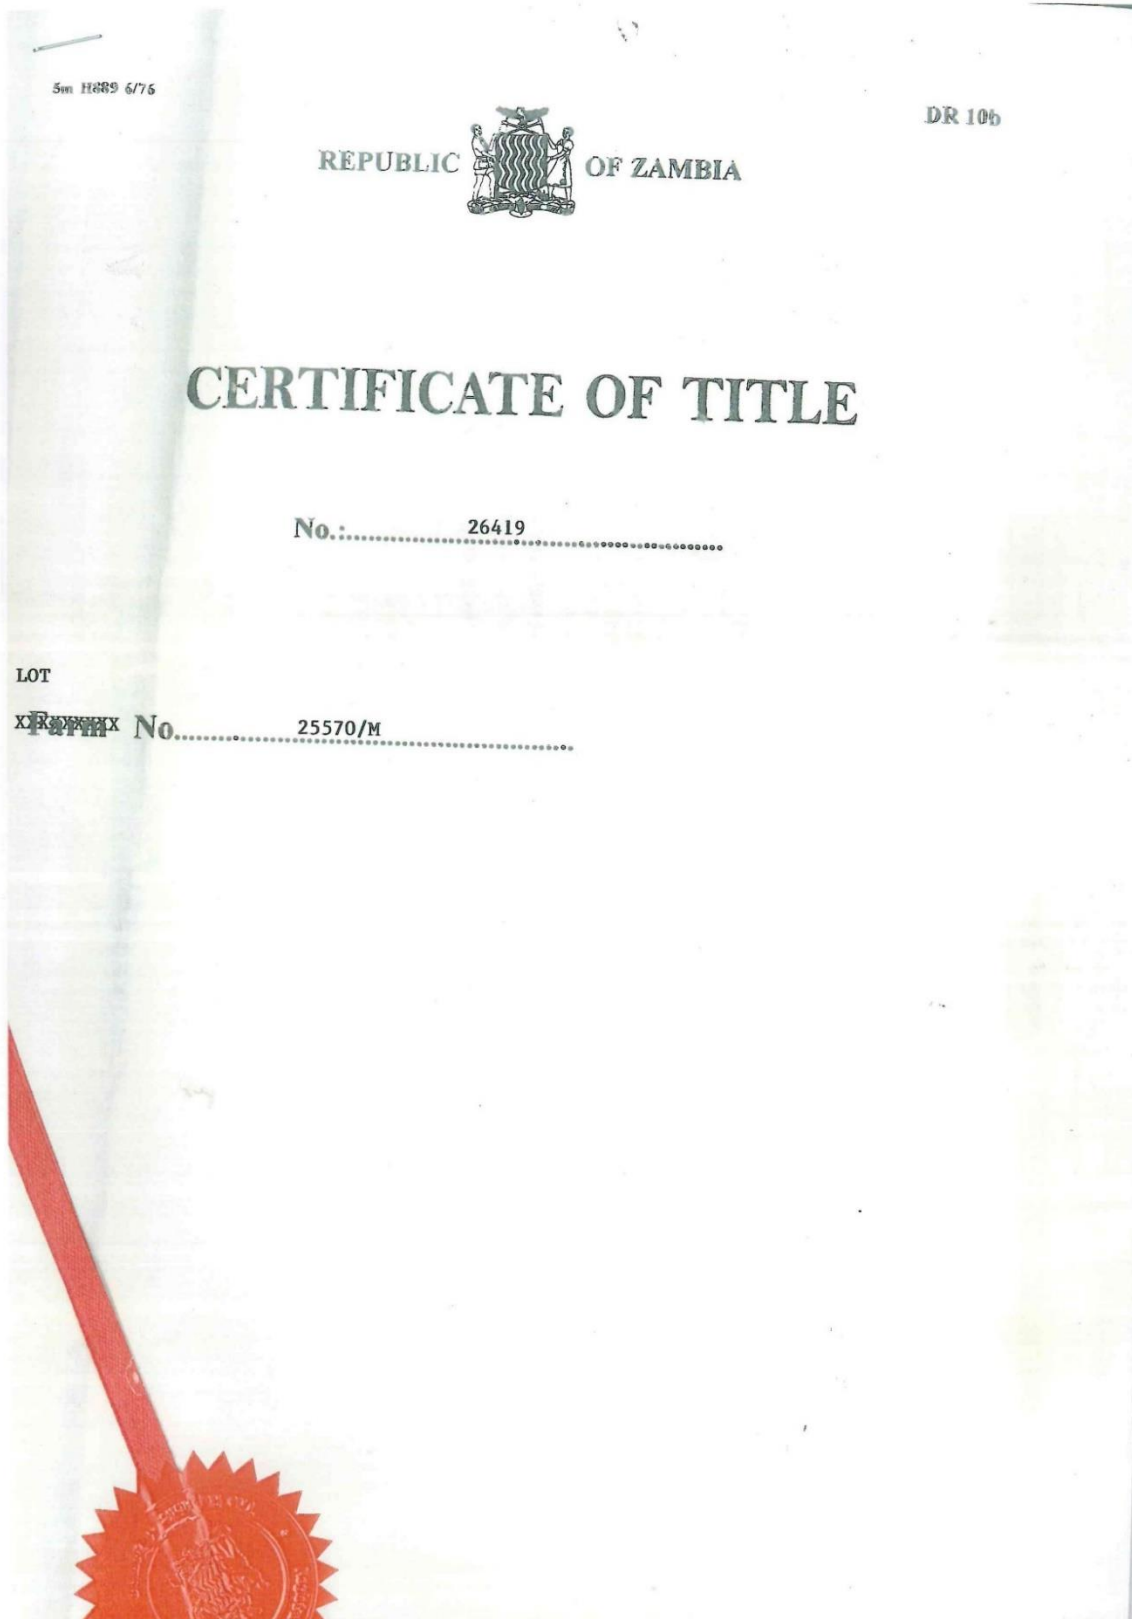 5m H889 6/76
DR 10b
REPUBLIC OF ZAMBIA
CERTIFICATE OF TITLE
No.:.......... 26419 ..........
LOT
Farm No.......... 25570/M ..........